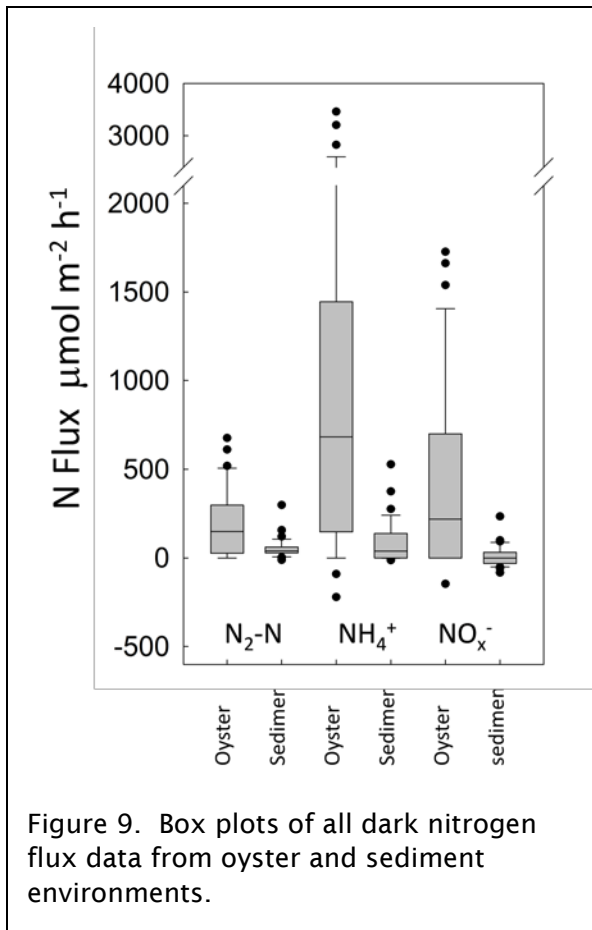 4000
3000
2000
1500
1000
500
0
-500
N Flux µmol m⁻² h⁻¹
N₂-N NH₄⁺ NOₓ⁻
Oyster Sedimer Oyster Sedimer Oyster sedimen
Figure 9. Box plots of all dark nitrogen
flux data from oyster and sediment
environments.